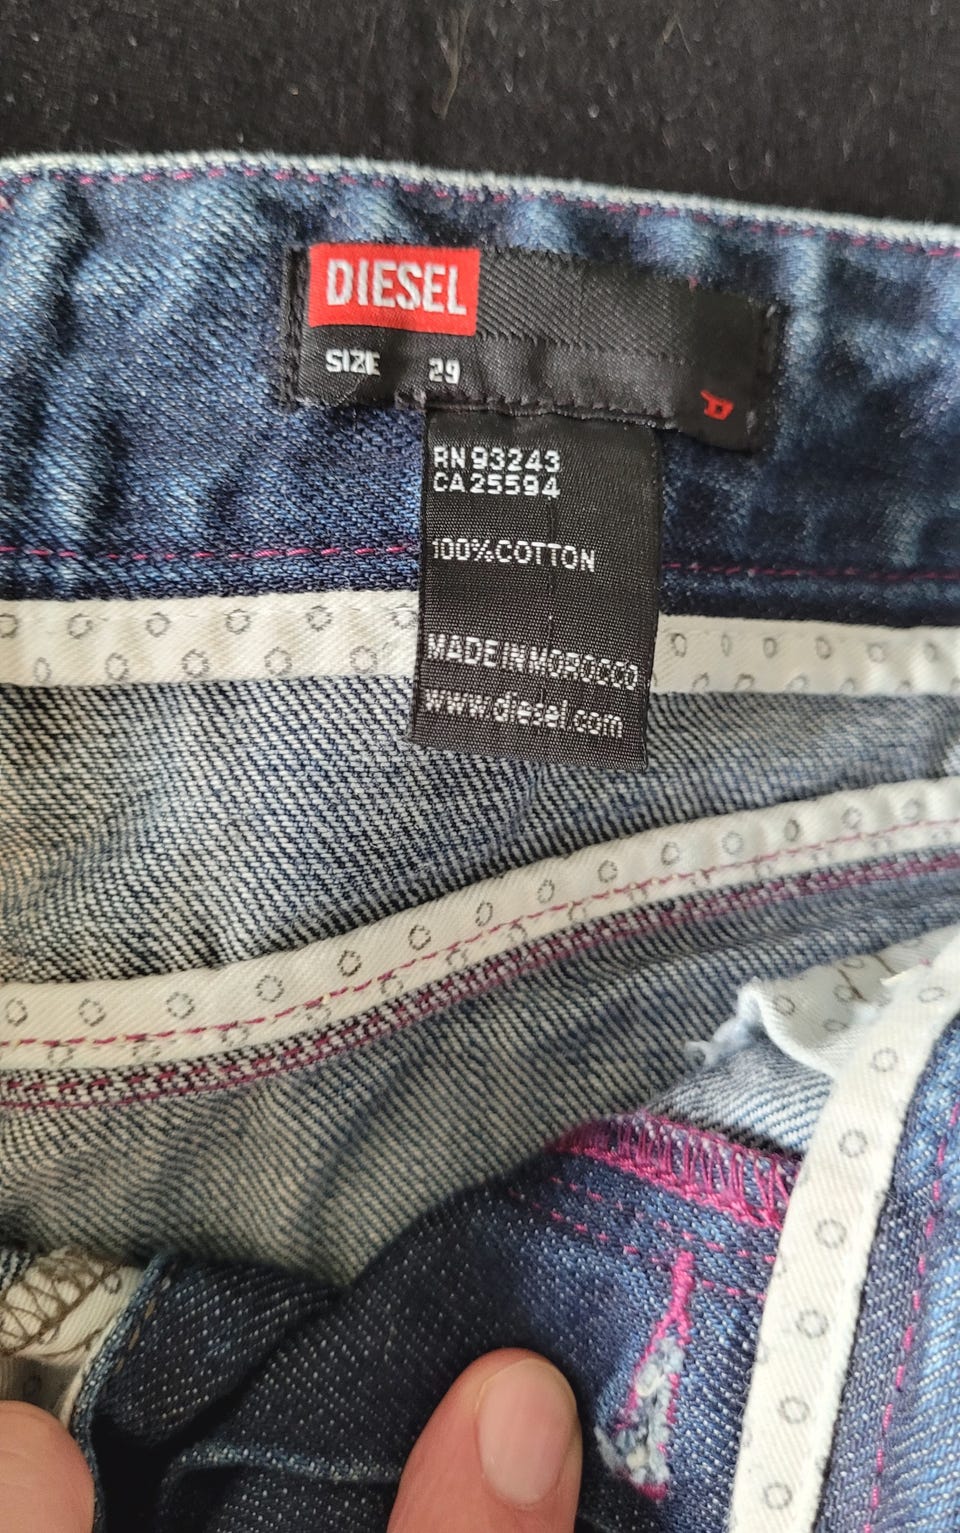 DIESEL
SIZE 29
D
RN 93243
CA 25594
100% COTTON
MADE IN MOROCCO
www.diesel.com